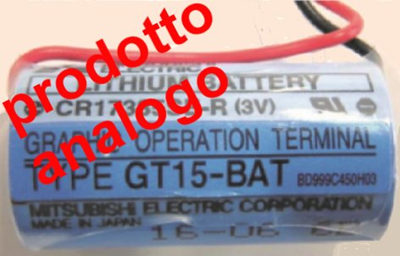 prodotto
analogo
ELECTRIC
LITHIUM BATTERY
-R (3V)
OPERATION TERMINAL
TYPE GT15-BAT BD999C450H03
MITSUBISHI ELECTRIC CORPORATION
MADE IN JAPAN
16-06